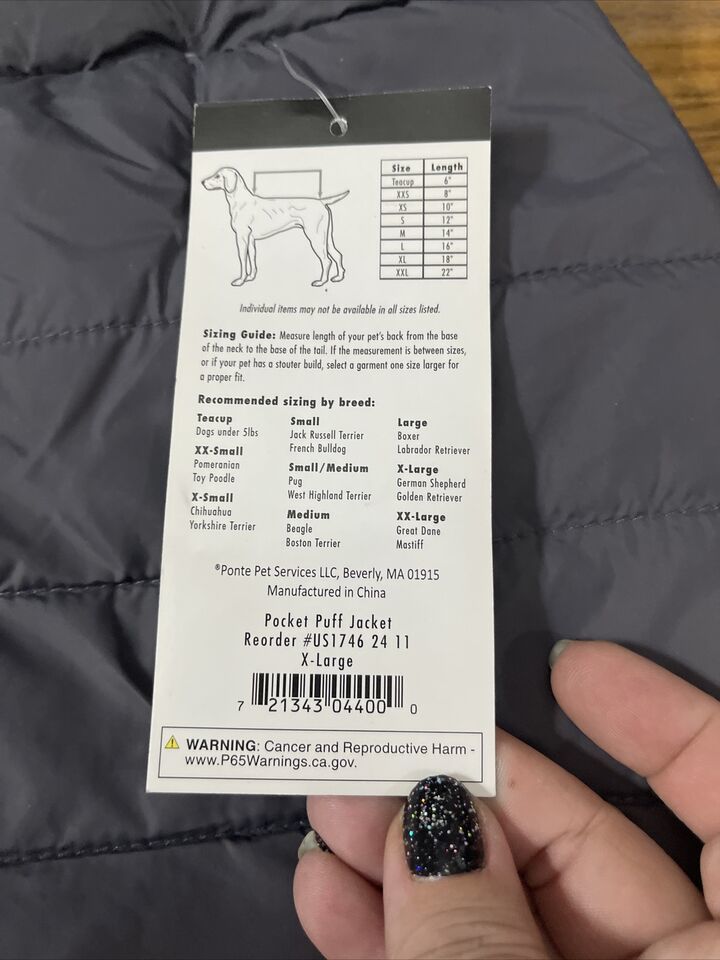 Size Length
Teacup 6"
XXS 8"
XS 10"
S 12"
M 14"
L 16"
XL 18"
XXL 22"
Individual items may not be available in all sizes listed.
Sizing Guide: Measure length of your pet's back from the base
of the neck to the base of the tail. If the measurement is between sizes,
or if your pet has a stouter build, select a garment one size larger for
a proper fit.
Recommended sizing by breed:
Teacup
Dogs under 5lbs
XX-Small
Pomeranian
Toy Poodle
X-Small
Chihuahua
Yorkshire Terrier
Small
Jack Russell Terrier
French Bulldog
Small/Medium
Pug
West Highland Terrier
Medium
Beagle
Boston Terrier
Large
Boxer
Labrador Retriever
X-Large
German Shepherd
Golden Retriever
XX-Large
Great Dane
Mastiff
®Ponte Pet Services LLC, Beverly, MA 01915
Manufactured in China
Pocket Puff Jacket
Reorder #US1746 24 11
X-Large
7 21343 04400 0
WARNING: Cancer and Reproductive Harm -
www.P65Warnings.ca.gov.